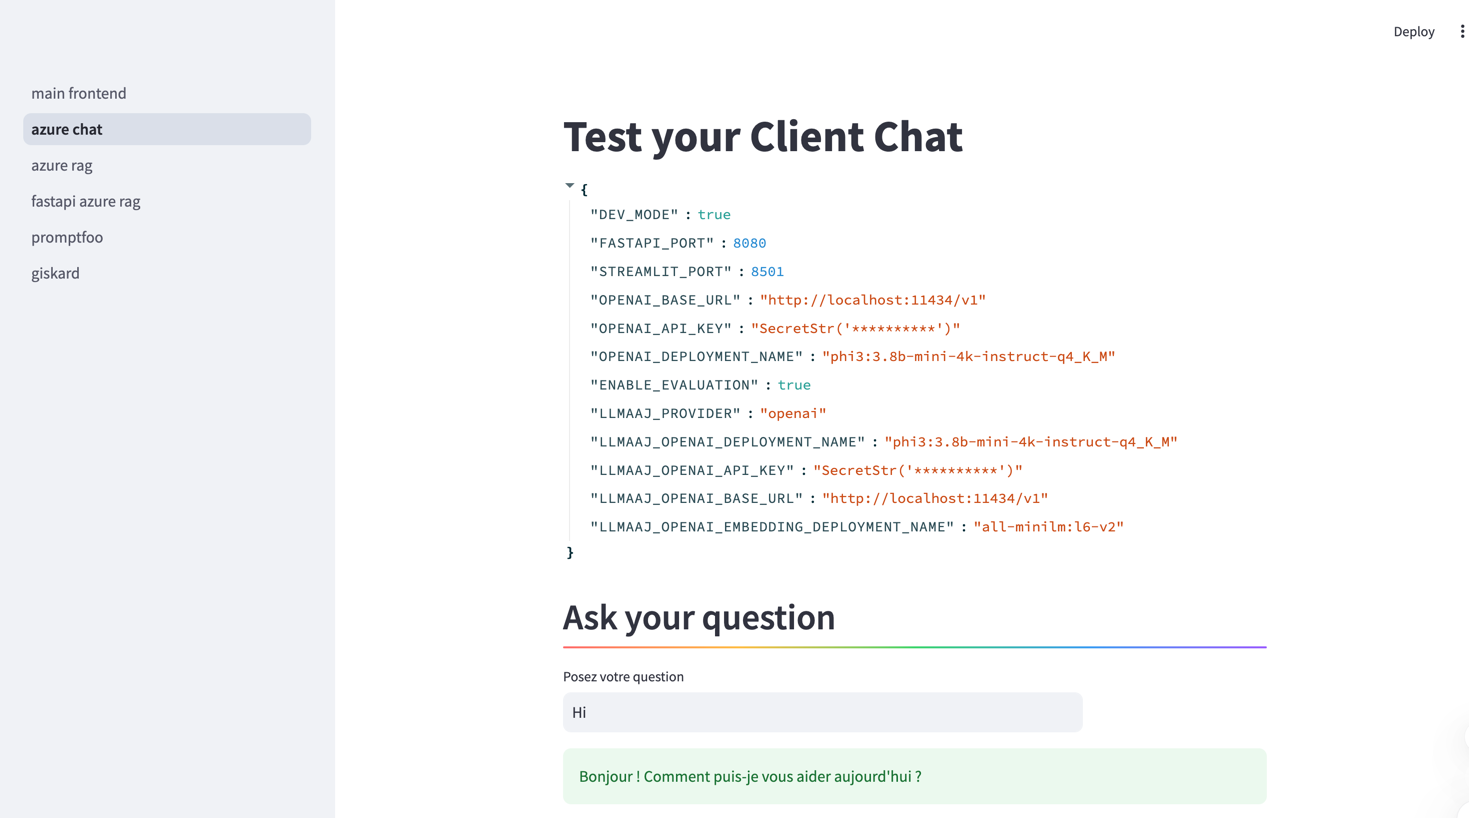 Deploy
main frontend
azure chat
azure rag
fastapi azure rag
promptfoo
giskard
Test your Client Chat
{
"DEV_MODE" : true
"FASTAPI_PORT" : 8080
"STREAMLIT_PORT" : 8501
"OPENAI_BASE_URL" : "http://localhost:11434/v1"
"OPENAI_API_KEY" : "SecretStr('**********')"
"OPENAI_DEPLOYMENT_NAME" : "phi3:3.8b-mini-4k-instruct-q4_K_M"
"ENABLE_EVALUATION" : true
"LLMAAJ_PROVIDER" : "openai"
"LLMAAJ_OPENAI_DEPLOYMENT_NAME" : "phi3:3.8b-mini-4k-instruct-q4_K_M"
"LLMAAJ_OPENAI_API_KEY" : "SecretStr('**********')"
"LLMAAJ_OPENAI_BASE_URL" : "http://localhost:11434/v1"
"LLMAAJ_OPENAI_EMBEDDING_DEPLOYMENT_NAME" : "all-minilm:l6-v2"
}
Ask your question
Posez votre question
Hi
Bonjour ! Comment puis-je vous aider aujourd'hui ?